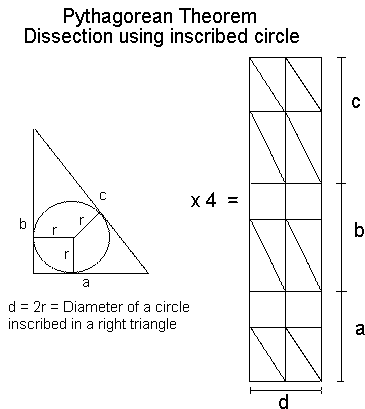 Pythagorean Theorem
Dissection using inscribed circle
c
b
r
r
r
a
x 4 =
c
b
a
d
d = 2r = Diameter of a circle
inscribed in a right triangle